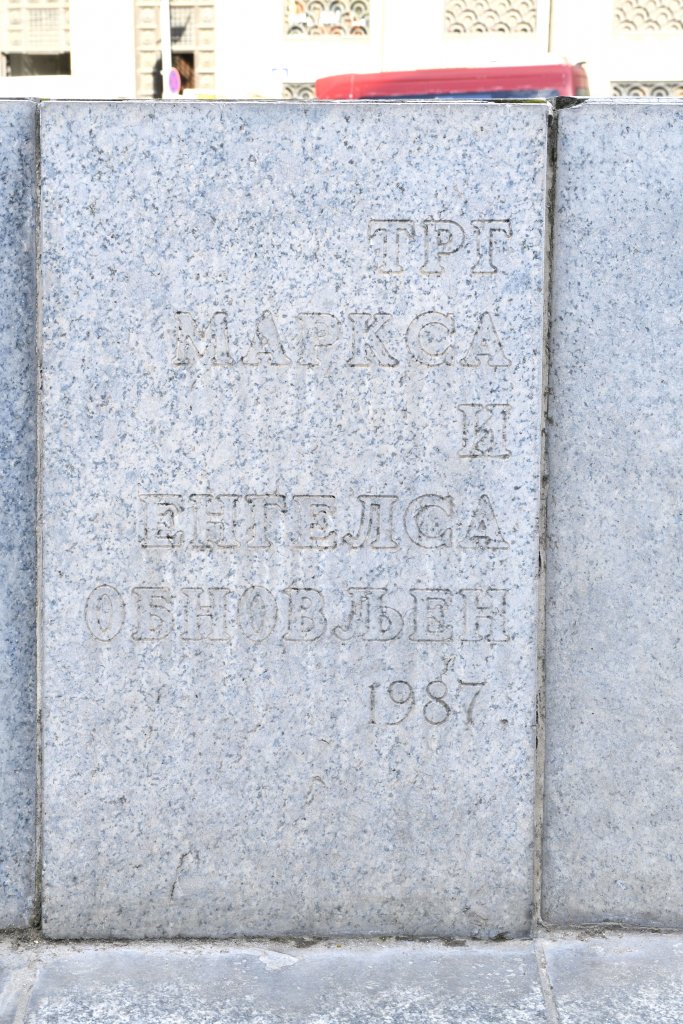 ТРГ
МАРКСА
И
ЕНГЕЛСА
ОБНОВЉЕН
1987.